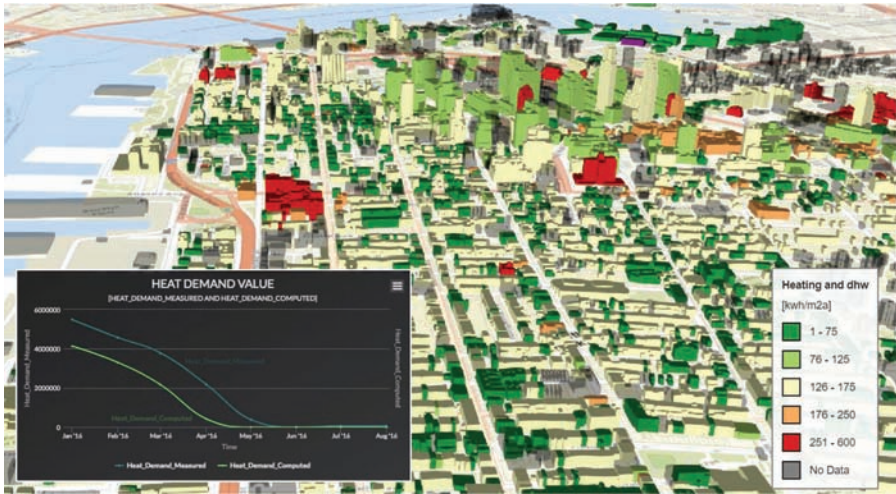 HEAT DEMAND VALUE
[HEAT_DEMAND_MEASURED AND HEAT_DEMAND_COMPUTED]
6000000
4000000
2000000
0
Heat_Demand_Measured
Heat_Demand_Computed
Heat_Demand_Measured
Heat_Demand_Computed
Jan '16 Feb '16 Mar '16 Apr '16 May '16 Jun '16 Jul '16 Aug '16
Time
Heat_Demand_Measured Heat_Demand_Computed
Heating and dhw
[kwh/m2a]
1 - 75
76 - 125
126 - 175
176 - 250
251 - 600
No Data